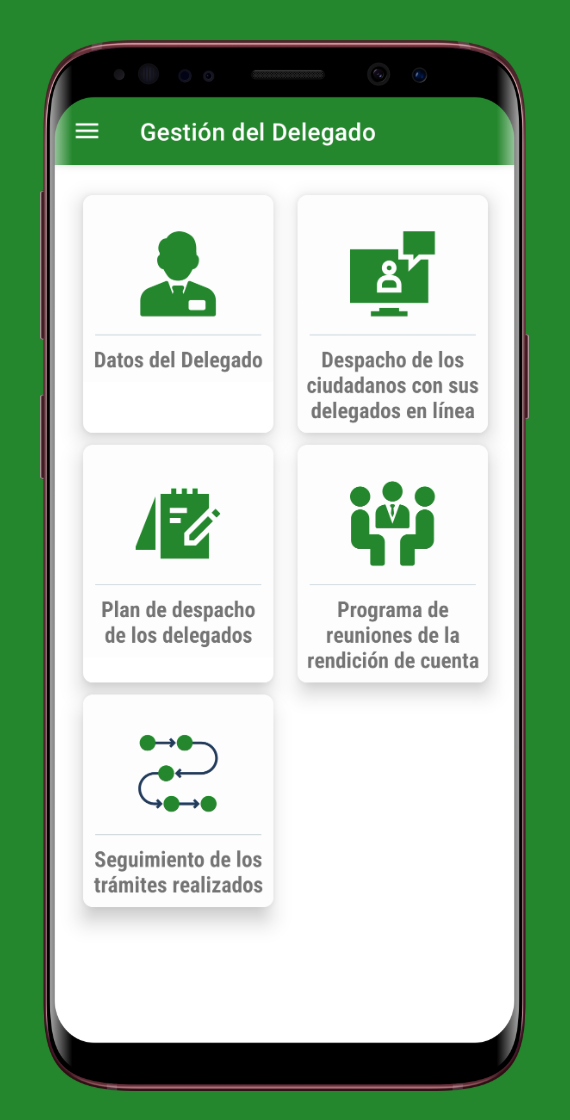 Gestión del Delegado
Datos del Delegado
Despacho de los
ciudadanos con sus
delegados en línea
Plan de despacho
de los delegados
Programa de
reuniones de la
rendición de cuenta
Seguimiento de los
trámites realizados